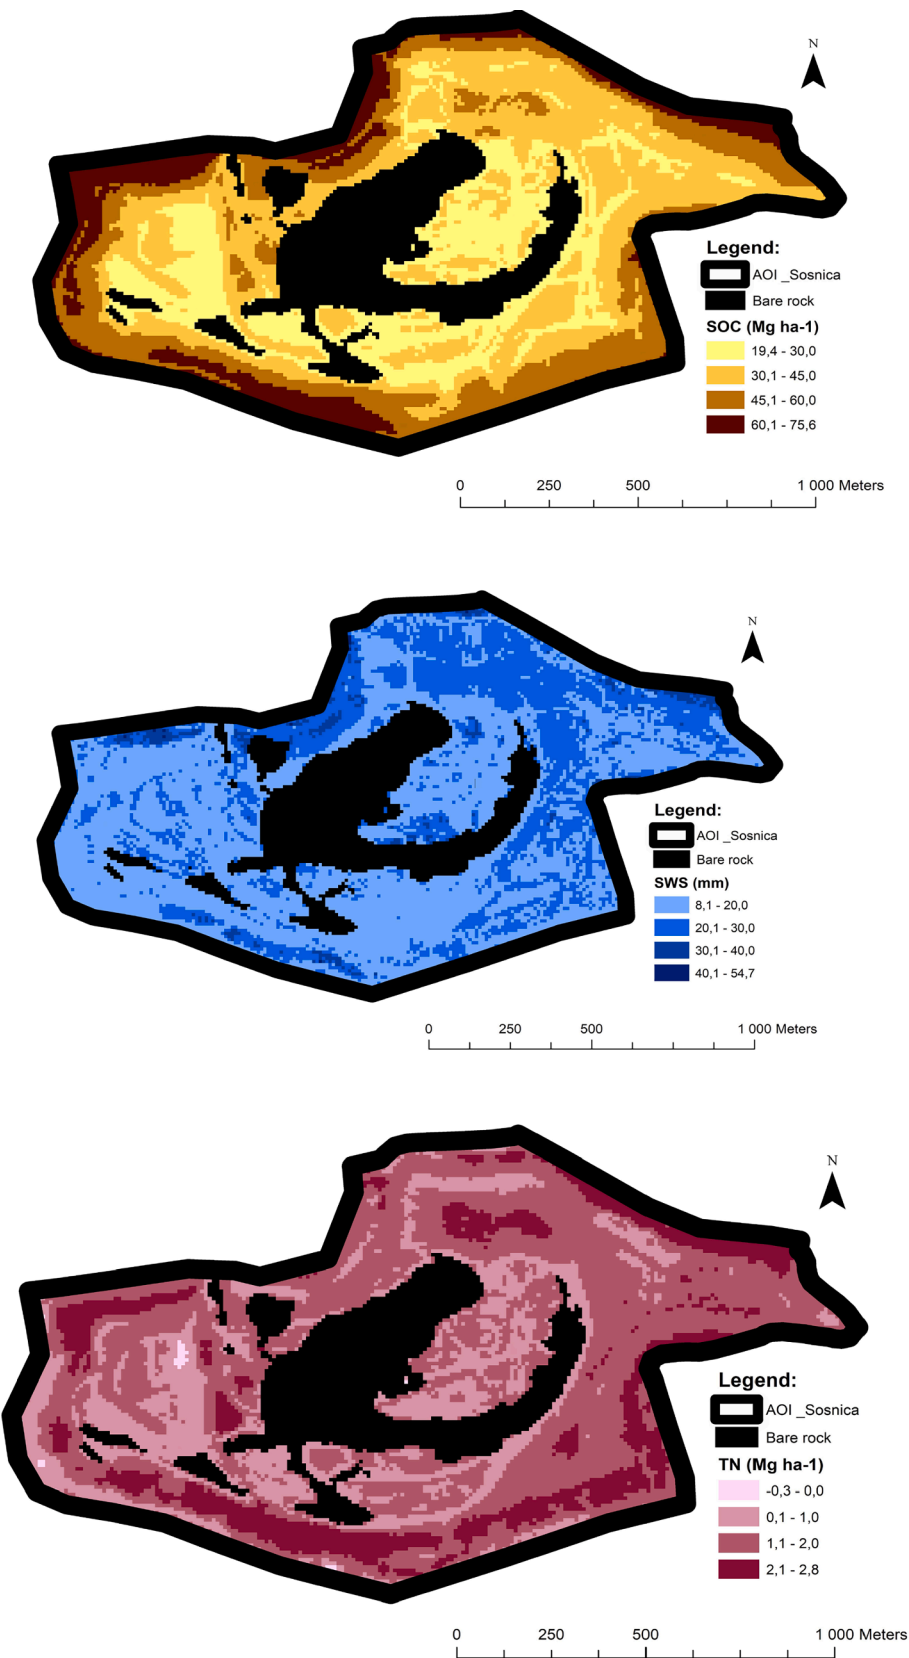 N
Legend:
AOI _Sosnica
Bare rock
SOC (Mg ha-1)
19,4 - 30,0
30,1 - 45,0
45,1 - 60,0
60,1 - 75,6
0 250 500 1 000 Meters
N
Legend:
AOI _Sosnica
Bare rock
SWS (mm)
8,1 - 20,0
20,1 - 30,0
30,1 - 40,0
40,1 - 54,7
0 250 500 1 000 Meters
N
Legend:
AOI _Sosnica
Bare rock
TN (Mg ha-1)
-0,3 - 0,0
0,1 - 1,0
1,1 - 2,0
2,1 - 2,8
0 250 500 1 000 Meters